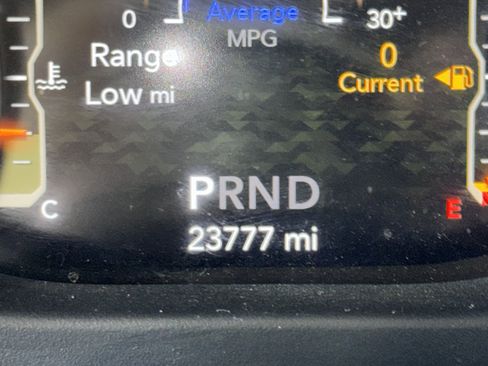 0 Average 30+
MPG
Range 0
Low mi Current
PRND
C E
23777 mi